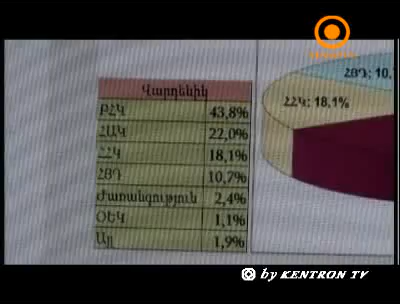 Վարդենիկ
ԲՀԿ 43,8%
ՀԱԿ 22,0%
ՀՀԿ 18,1%
ՀՅԴ 10,7%
Ժառանգություն 2,4%
ՕԵԿ 1,1%
Այլ 1,9%
ՀՅԴ; 10,
ՀՀԿ; 18,1%
by KENTRON TV